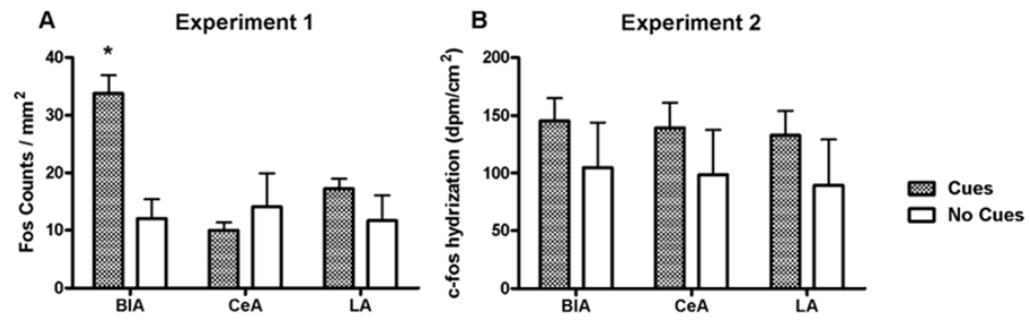 A
Experiment 1
*
Fos Counts / mm²
40
30
20
10
0
BlA
CeA
LA
B
Experiment 2
c-fos hydrization (dpm/cm²)
200
150
100
50
0
BlA
CeA
LA
Cues
No Cues